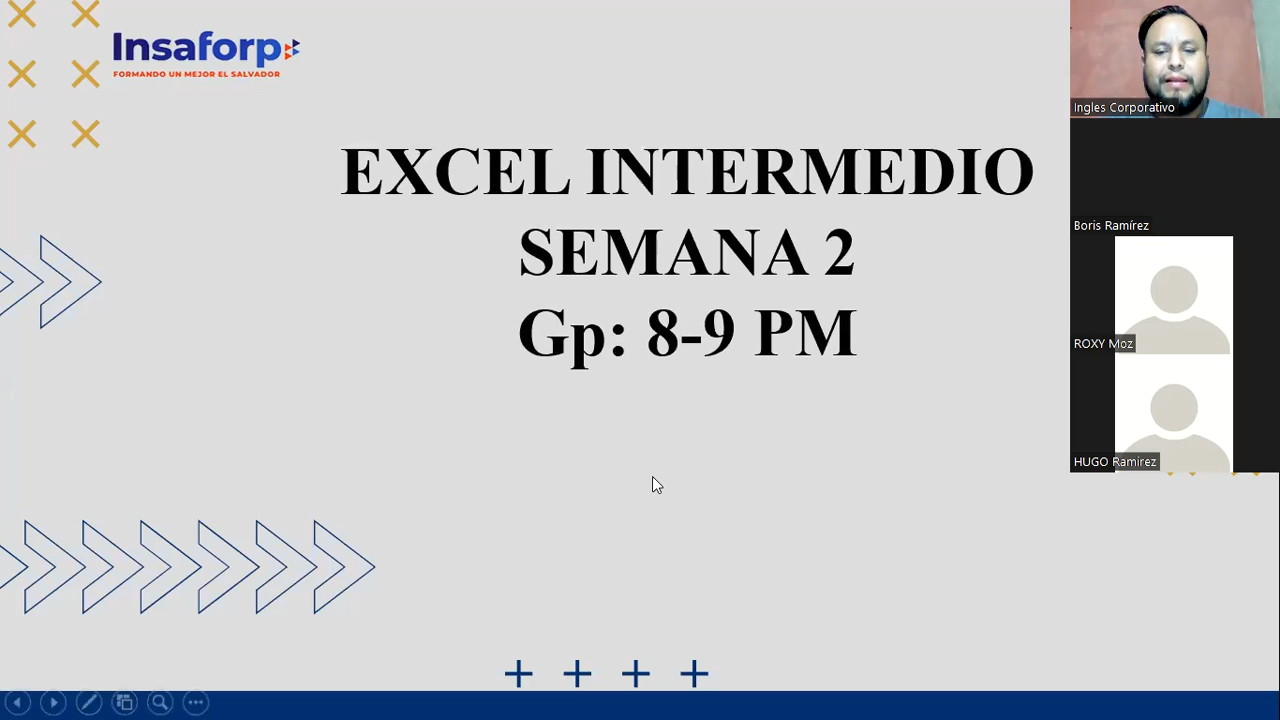 Insaforp
FORMANDO UN MEJOR EL SALVADOR
EXCEL INTERMEDIO
SEMANA 2
Gp: 8-9 PM
Ingles Corporativo
Boris Ramírez
ROXY Moz
HUGO Ramirez